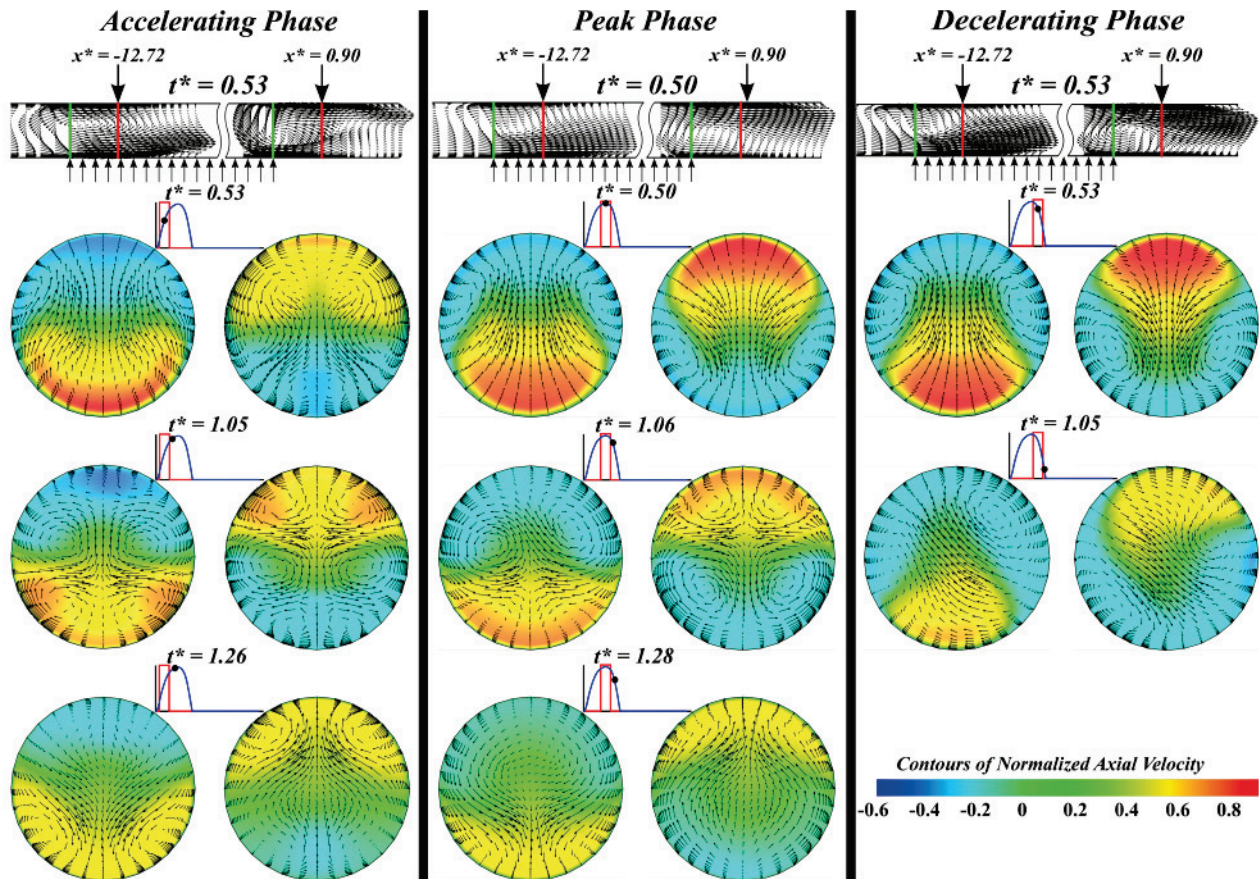 Accelerating Phase
x* = -12.72
x* = 0.90
t* = 0.53
t* = 0.53
t* = 1.05
t* = 1.26
Peak Phase
x* = -12.72
x* = 0.90
t* = 0.50
t* = 0.50
t* = 1.06
t* = 1.28
Decelerating Phase
x* = -12.72
x* = 0.90
t* = 0.53
t* = 0.53
t* = 1.05
Contours of Normalized Axial Velocity
-0.6 -0.4 -0.2 0 0.2 0.4 0.6 0.8